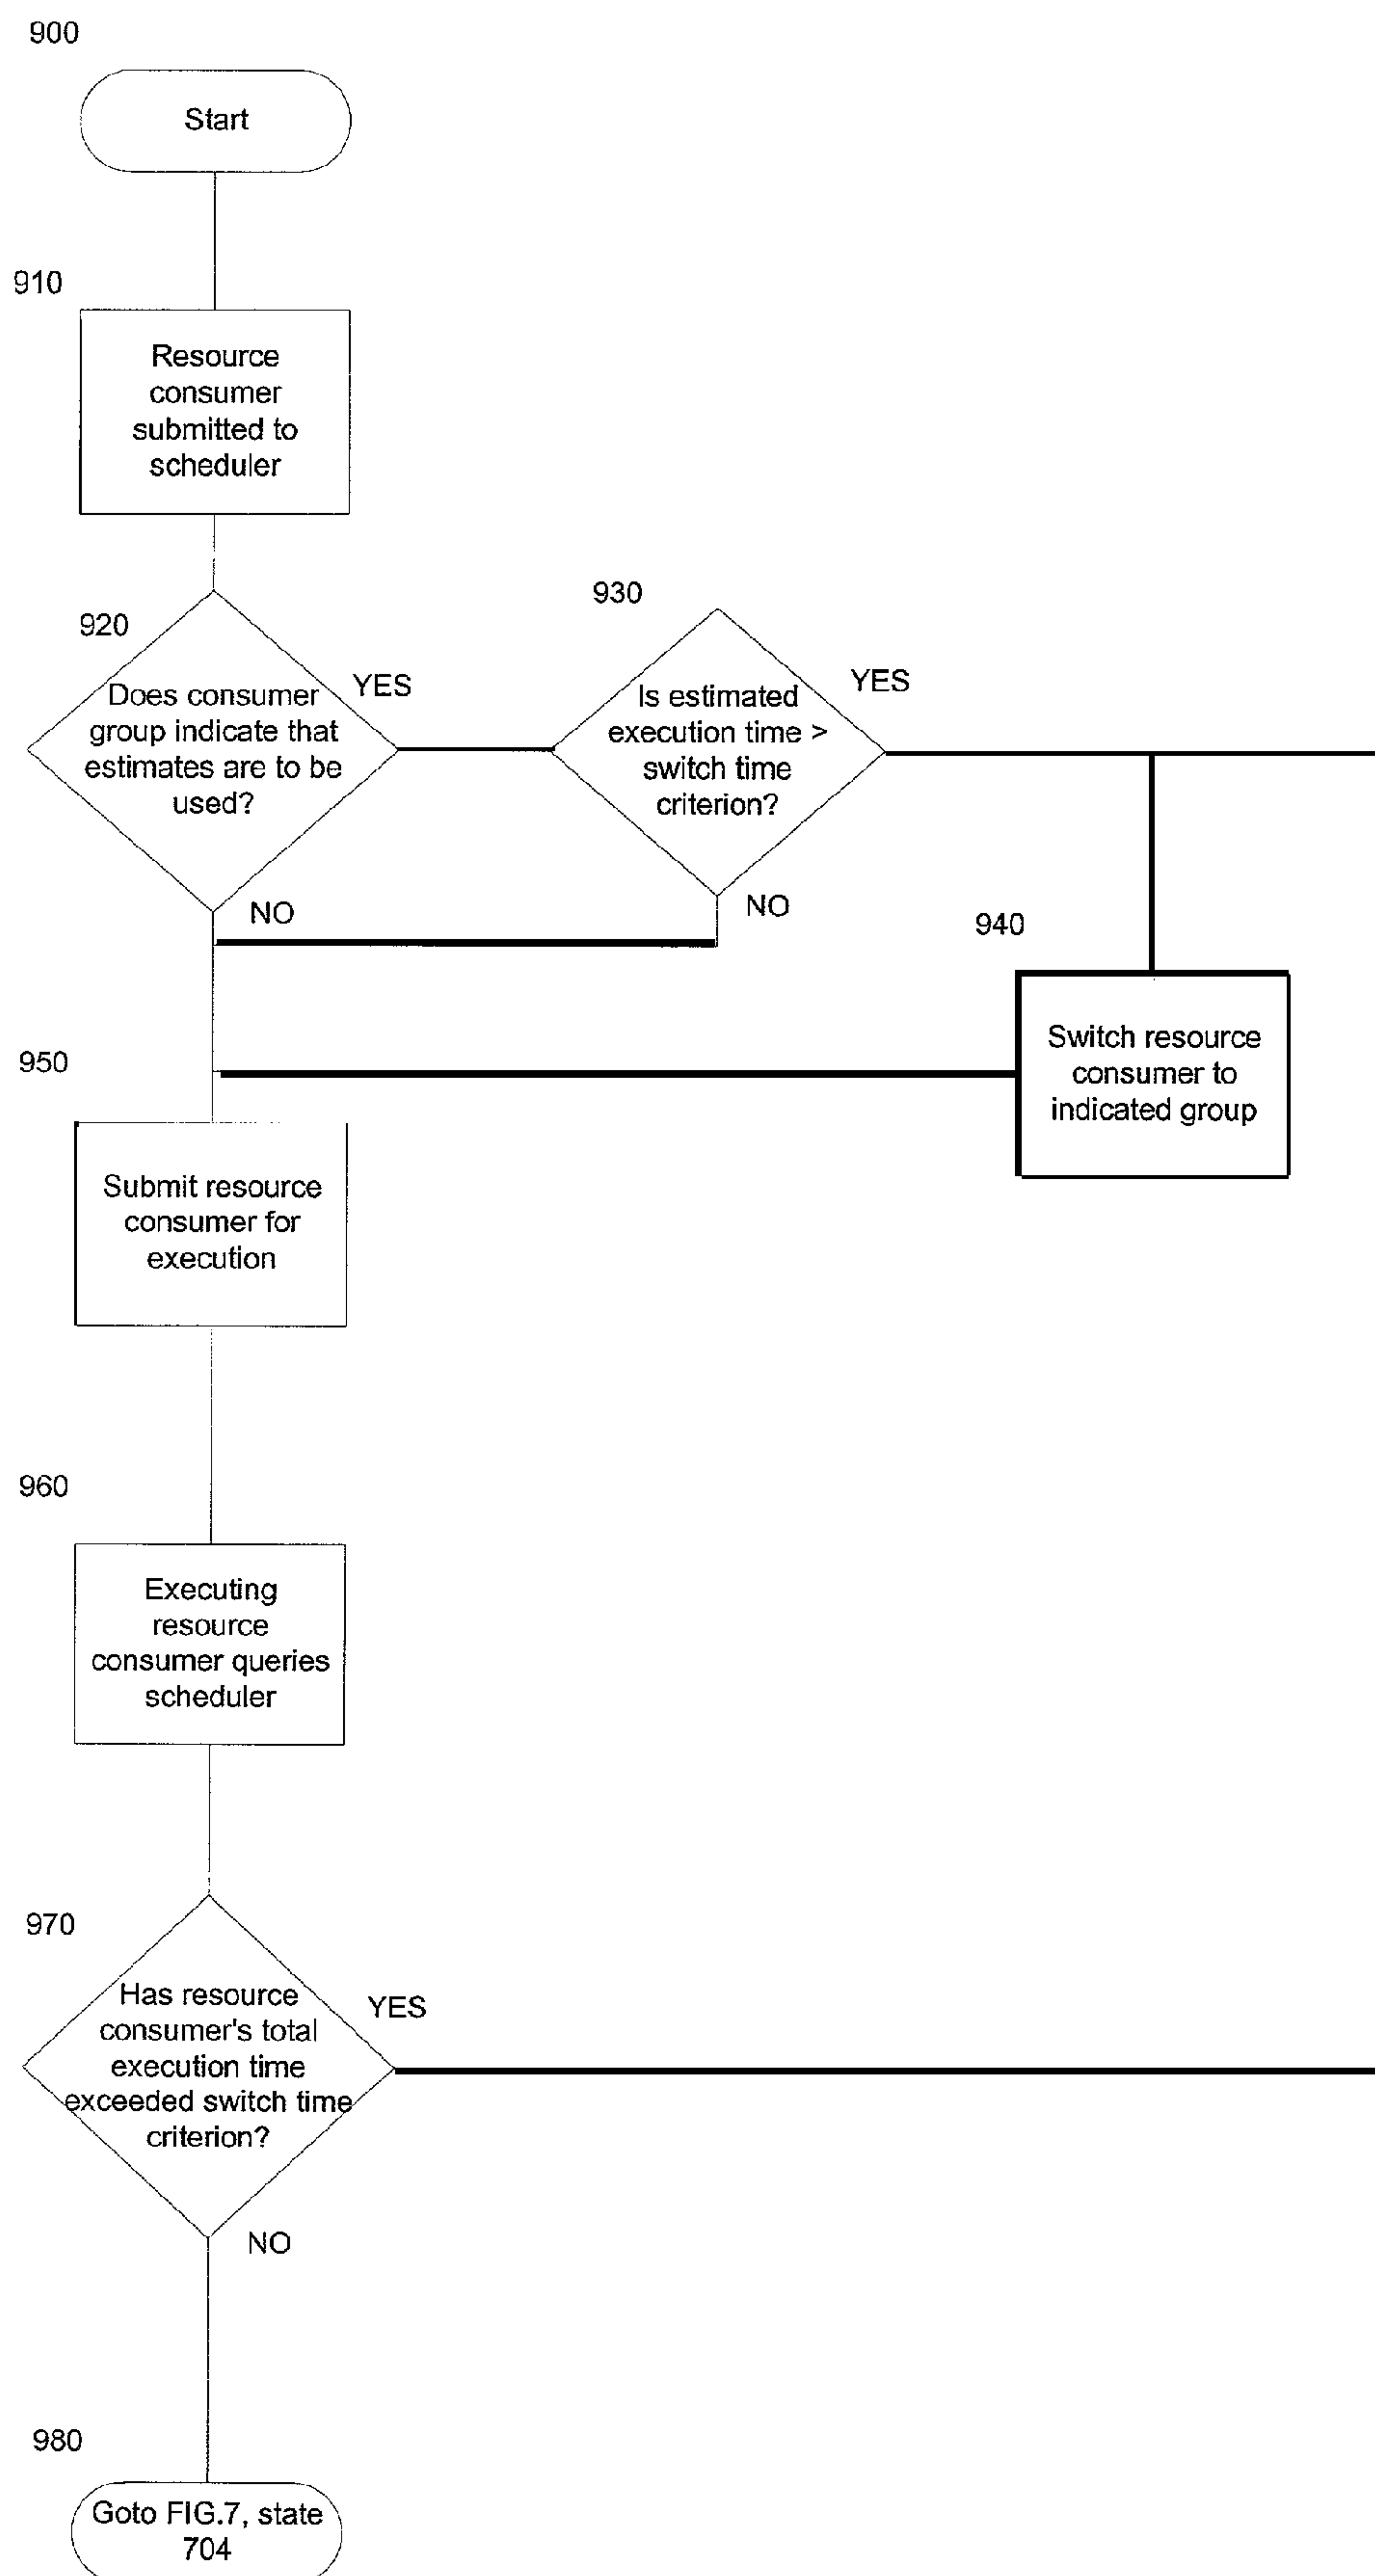 900
Start
910
Resource
consumer
submitted to
scheduler
920
Does consumer
group indicate that
estimates are to be
used?
YES
NO
930
Is estimated
execution time >
switch time
criterion?
YES
NO
940
Switch resource
consumer to
indicated group
950
Submit resource
consumer for
execution
960
Executing
resource
consumer queries
scheduler
970
Has resource
consumer's total
execution time
exceeded switch time
criterion?
YES
NO
980
Goto FIG.7, state
704